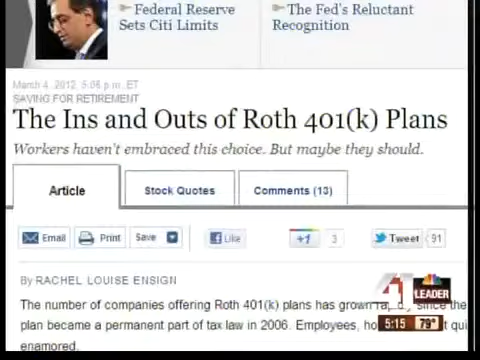 Federal Reserve
Sets Citi Limits
The Fed's Reluctant
Recognition
March 4, 2012, 5:06 p.m. ET
SAVING FOR RETIREMENT
The Ins and Outs of Roth 401(k) Plans
Workers haven't embraced this choice. But maybe they should.
Article
Stock Quotes
Comments (13)
Email
Print
Save
Like
+1
3
Tweet
91
By RACHEL LOUISE ENSIGN
The number of companies offering Roth 401(k) plans has grown since the
plan became a permanent part of tax law in 2006. Employees,
enamored.
41
LEADER
5:15 79°